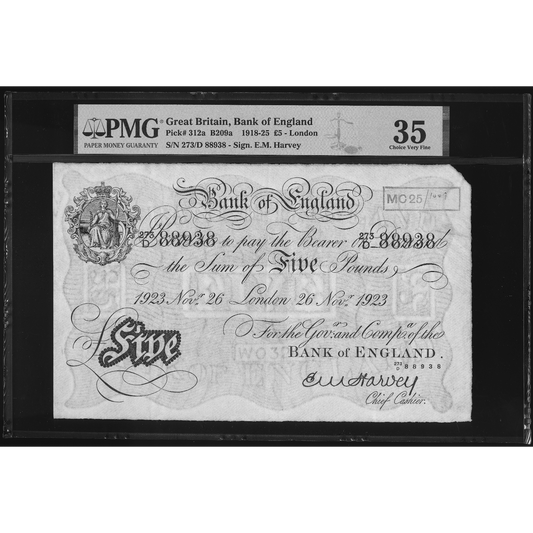 PMG
PAPER MONEY GUARANTY
Great Britain, Bank of England
Pick# 312a B209a 1918-25 £5 - London
S/N 273/D 88938 - Sign. E.M. Harvey
35
Choice Very Fine
Bank of England
MC25
273/D 88938 to pay the Bearer 273/D 88938
the Sum of Five Pounds
1923 Novr. 26 London 26 Novr. 1923
For the Govr. and Compa. of the
BANK of ENGLAND.
£Five
273/D 88938
E.M Harvey
Chief Cashier.